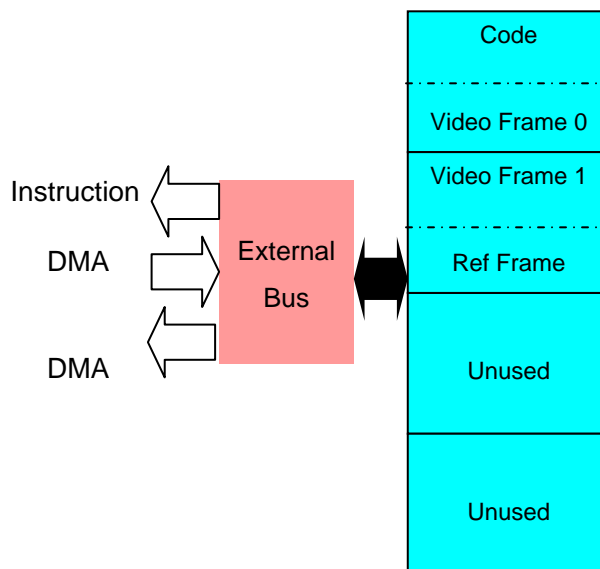 Code
Video Frame 0
Video Frame 1
Ref Frame
Unused
Unused
Instruction
DMA
DMA
External
Bus